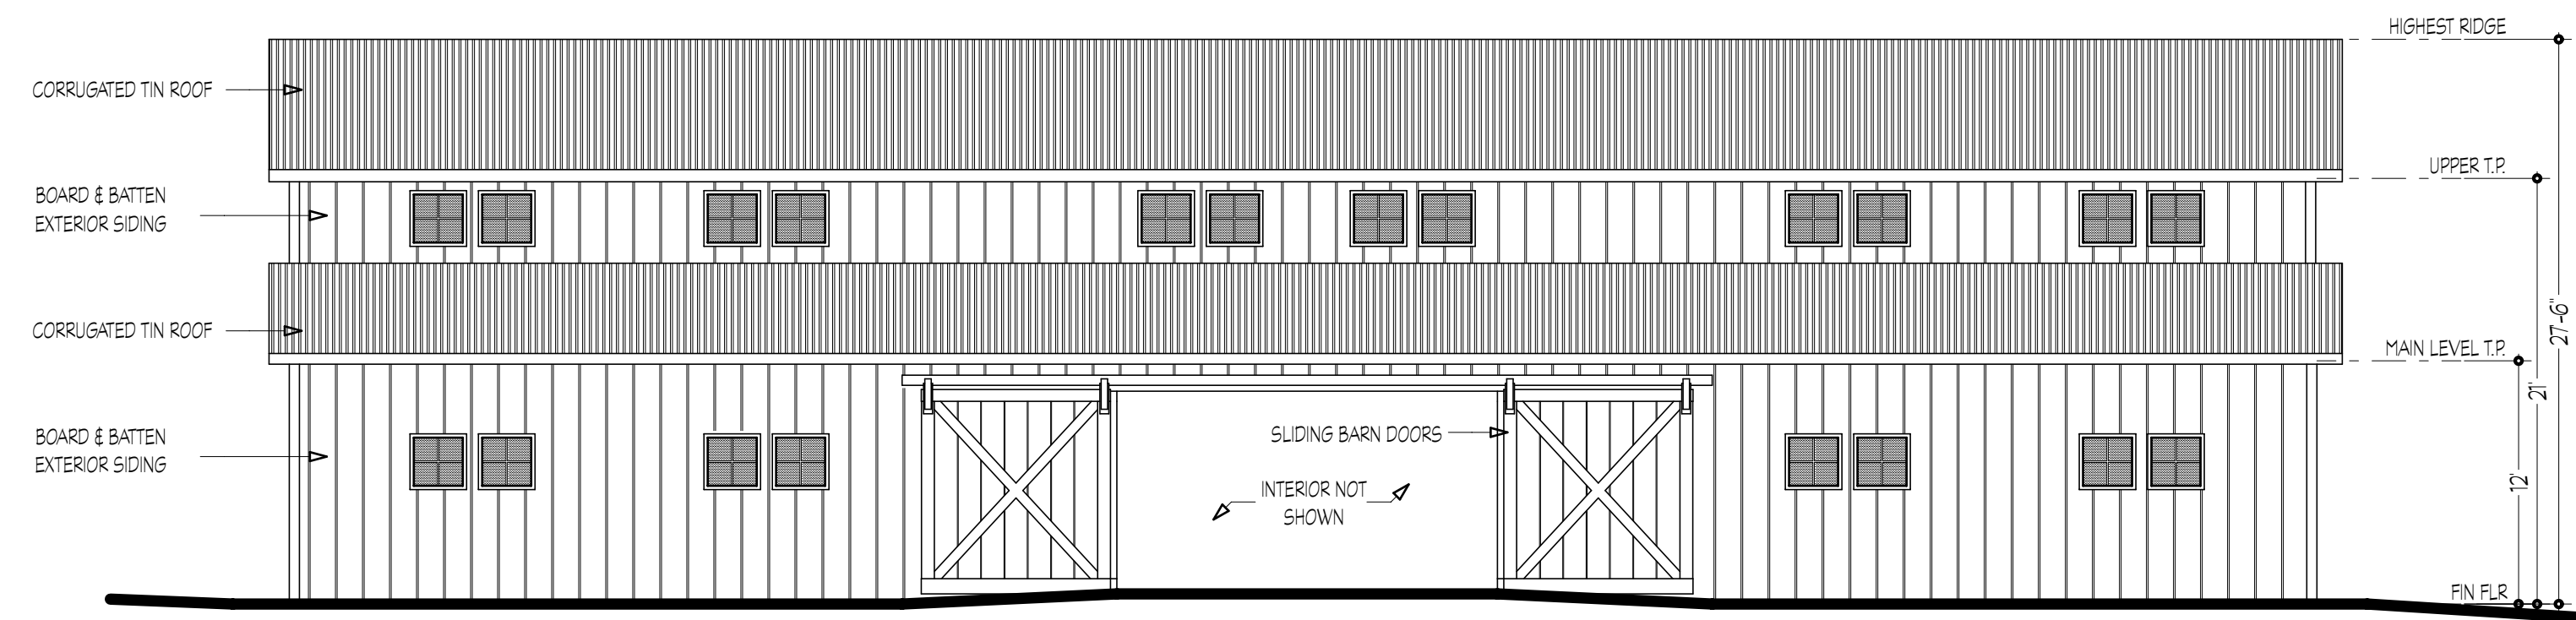 HIGHEST RIDGE
CORRUGATED TIN ROOF
UPPER T.P.
BOARD & BATTEN
EXTERIOR SIDING
CORRUGATED TIN ROOF
27'-6"
MAIN LEVEL T.P.
21'
BOARD & BATTEN
EXTERIOR SIDING
SLIDING BARN DOORS
12'
INTERIOR NOT
SHOWN
FIN FLR